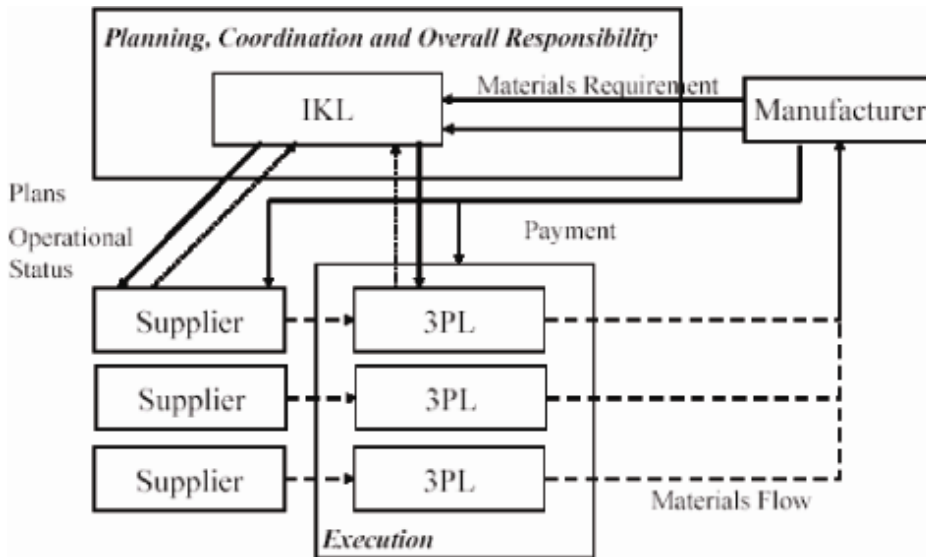 Planning, Coordination and Overall Responsibility
IKL
Materials Requirement
Manufacturer
Plans
Operational
Status
Payment
Supplier
3PL
Supplier
3PL
Supplier
3PL
Materials Flow
Execution